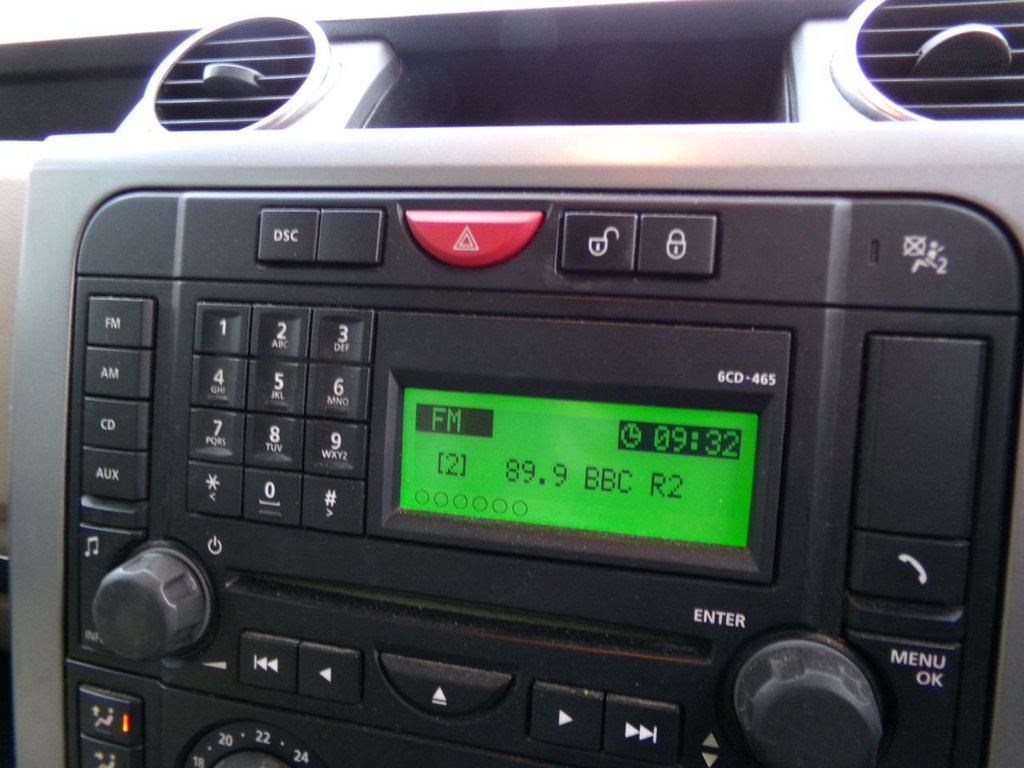 DSC
2
FM
AM
CD
AUX
1
2 ABC
3 DEF
4 GHI
5 JKL
6 MNO
7 PQRS
8 TUV
9 WXYZ
* <
0
# >
6CD-465
FM 09:32
[2] 89.9 BBC R2
ENTER
MENU
OK
18 20 22 24